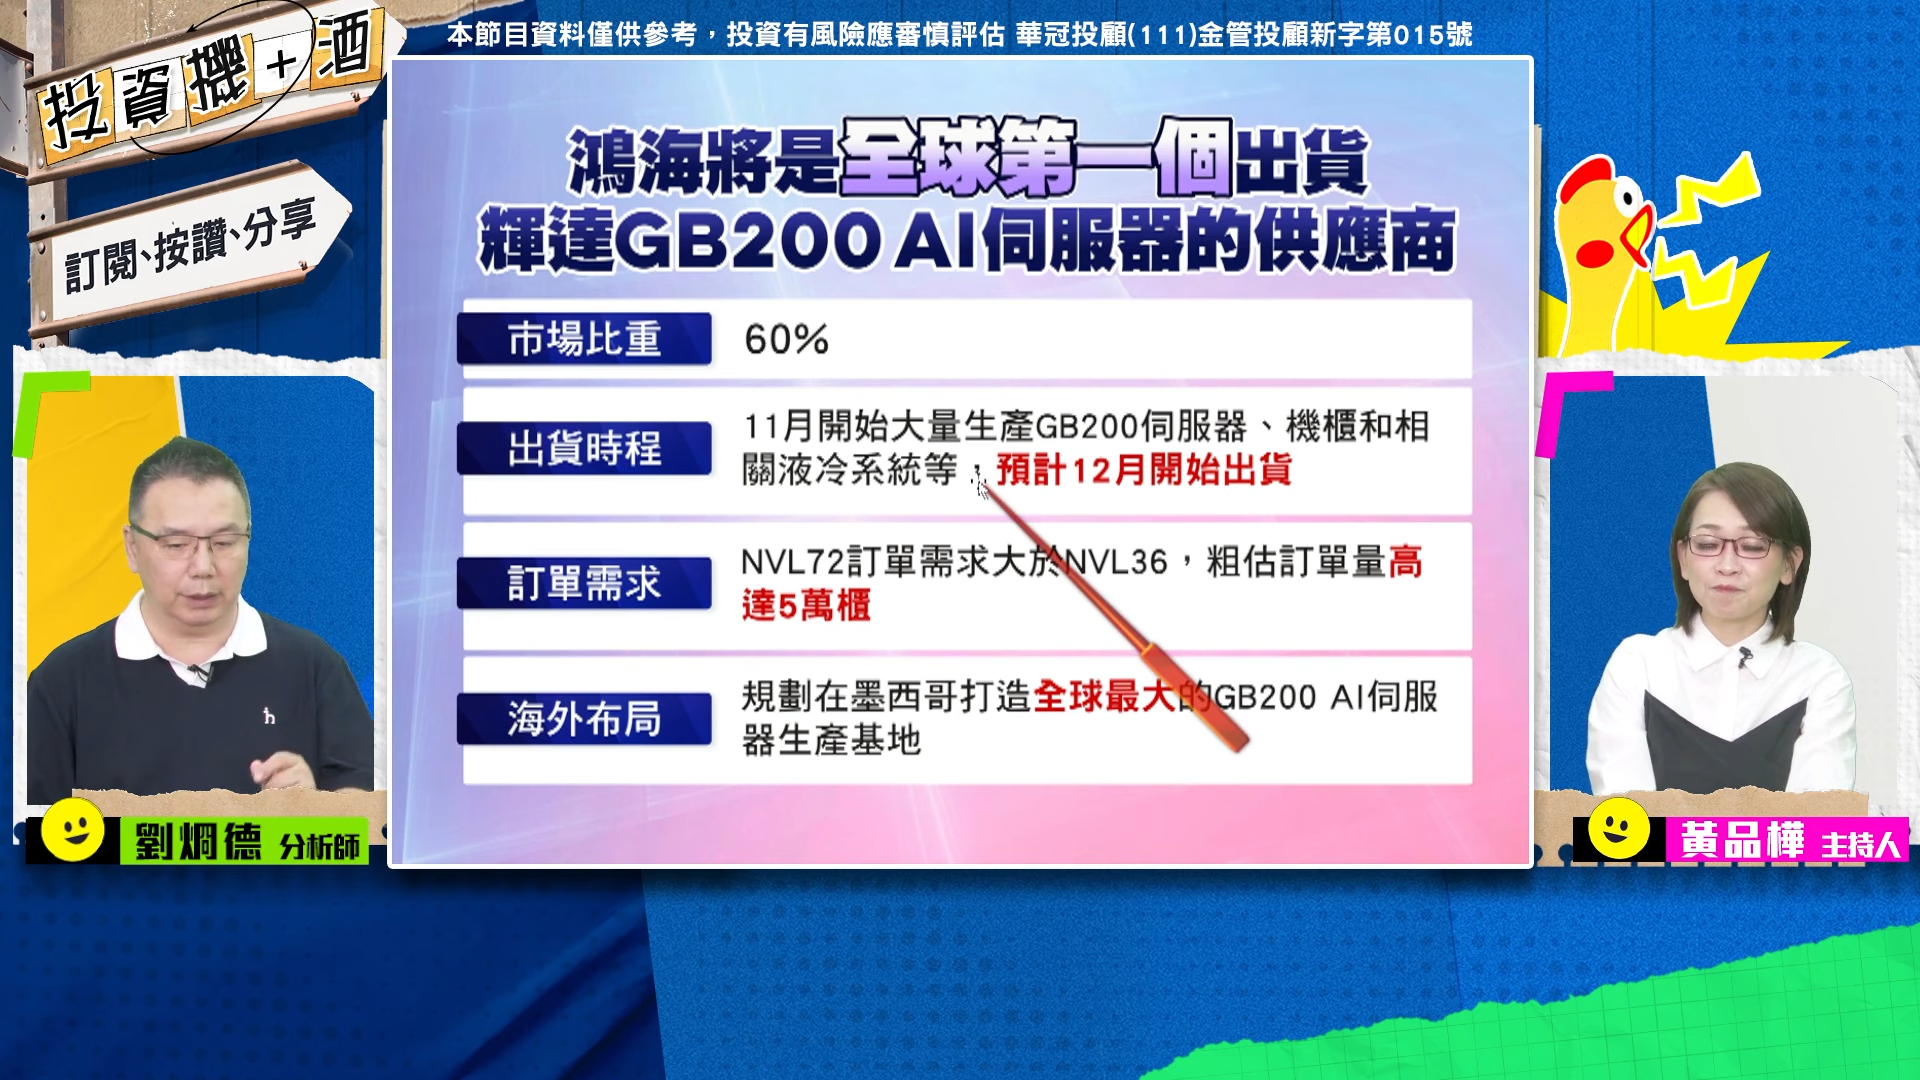 本節目資料僅供參考，投資有風險應審慎評估 華冠投顧(111)金管投顧新字第015號
投資機+酒
訂閱、按讚、分享
鴻海將是全球第一個出貨
輝達GB200 AI伺服器的供應商
市場比重
60%
出貨時程
11月開始大量生產GB200伺服器、機櫃和相
關液冷系統等，預計12月開始出貨
訂單需求
NVL72訂單需求大於NVL36，粗估訂單量高
達5萬櫃
海外布局
規劃在墨西哥打造全球最大的GB200 AI伺服
器生產基地
劉烱德 分析師
黃品樺 主持人